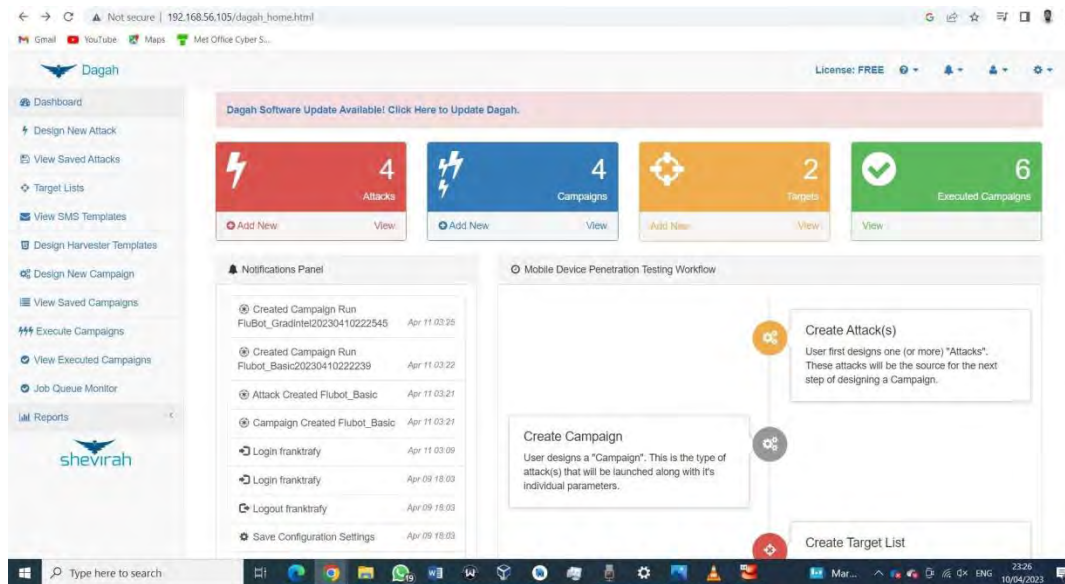 Not secure | 192.168.56.105/dagah_home.html
Gmail YouTube Maps Met Office Cyber S...
Dagah
License: FREE
Dashboard
Design New Attack
View Saved Attacks
Target Lists
View SMS Templates
Design Harvester Templates
Design New Campaign
View Saved Campaigns
Execute Campaigns
View Executed Campaigns
Job Queue Monitor
Reports
shevirah
Dagah Software Update Available! Click Here to Update Dagah.
4
Attacks
Add New View
4
Campaigns
Add New View
2
Targets
Add New View
6
Executed Campaigns
View
Notifications Panel
Created Campaign Run
FluBot_Gradintel20230410222545 Apr 11 03:25
Created Campaign Run
Flubot_Basic20230410222239 Apr 11 03:22
Attack Created Flubot_Basic Apr 11 03:21
Campaign Created Flubot_Basic Apr 11 03:21
Login franktrafy Apr 11 03:09
Login franktrafy Apr 09 18:03
Logout franktrafy Apr 09 18:03
Save Configuration Settings Apr 09 18:03
Mobile Device Penetration Testing Workflow
Create Attack(s)
User first designs one (or more) "Attacks".
These attacks will be the source for the next
step of designing a Campaign.
Create Campaign
User designs a "Campaign". This is the type of
attack(s) that will be launched along with it's
individual parameters.
Create Target List
Type here to search
Mar...
ENG
23:26
10/04/2023